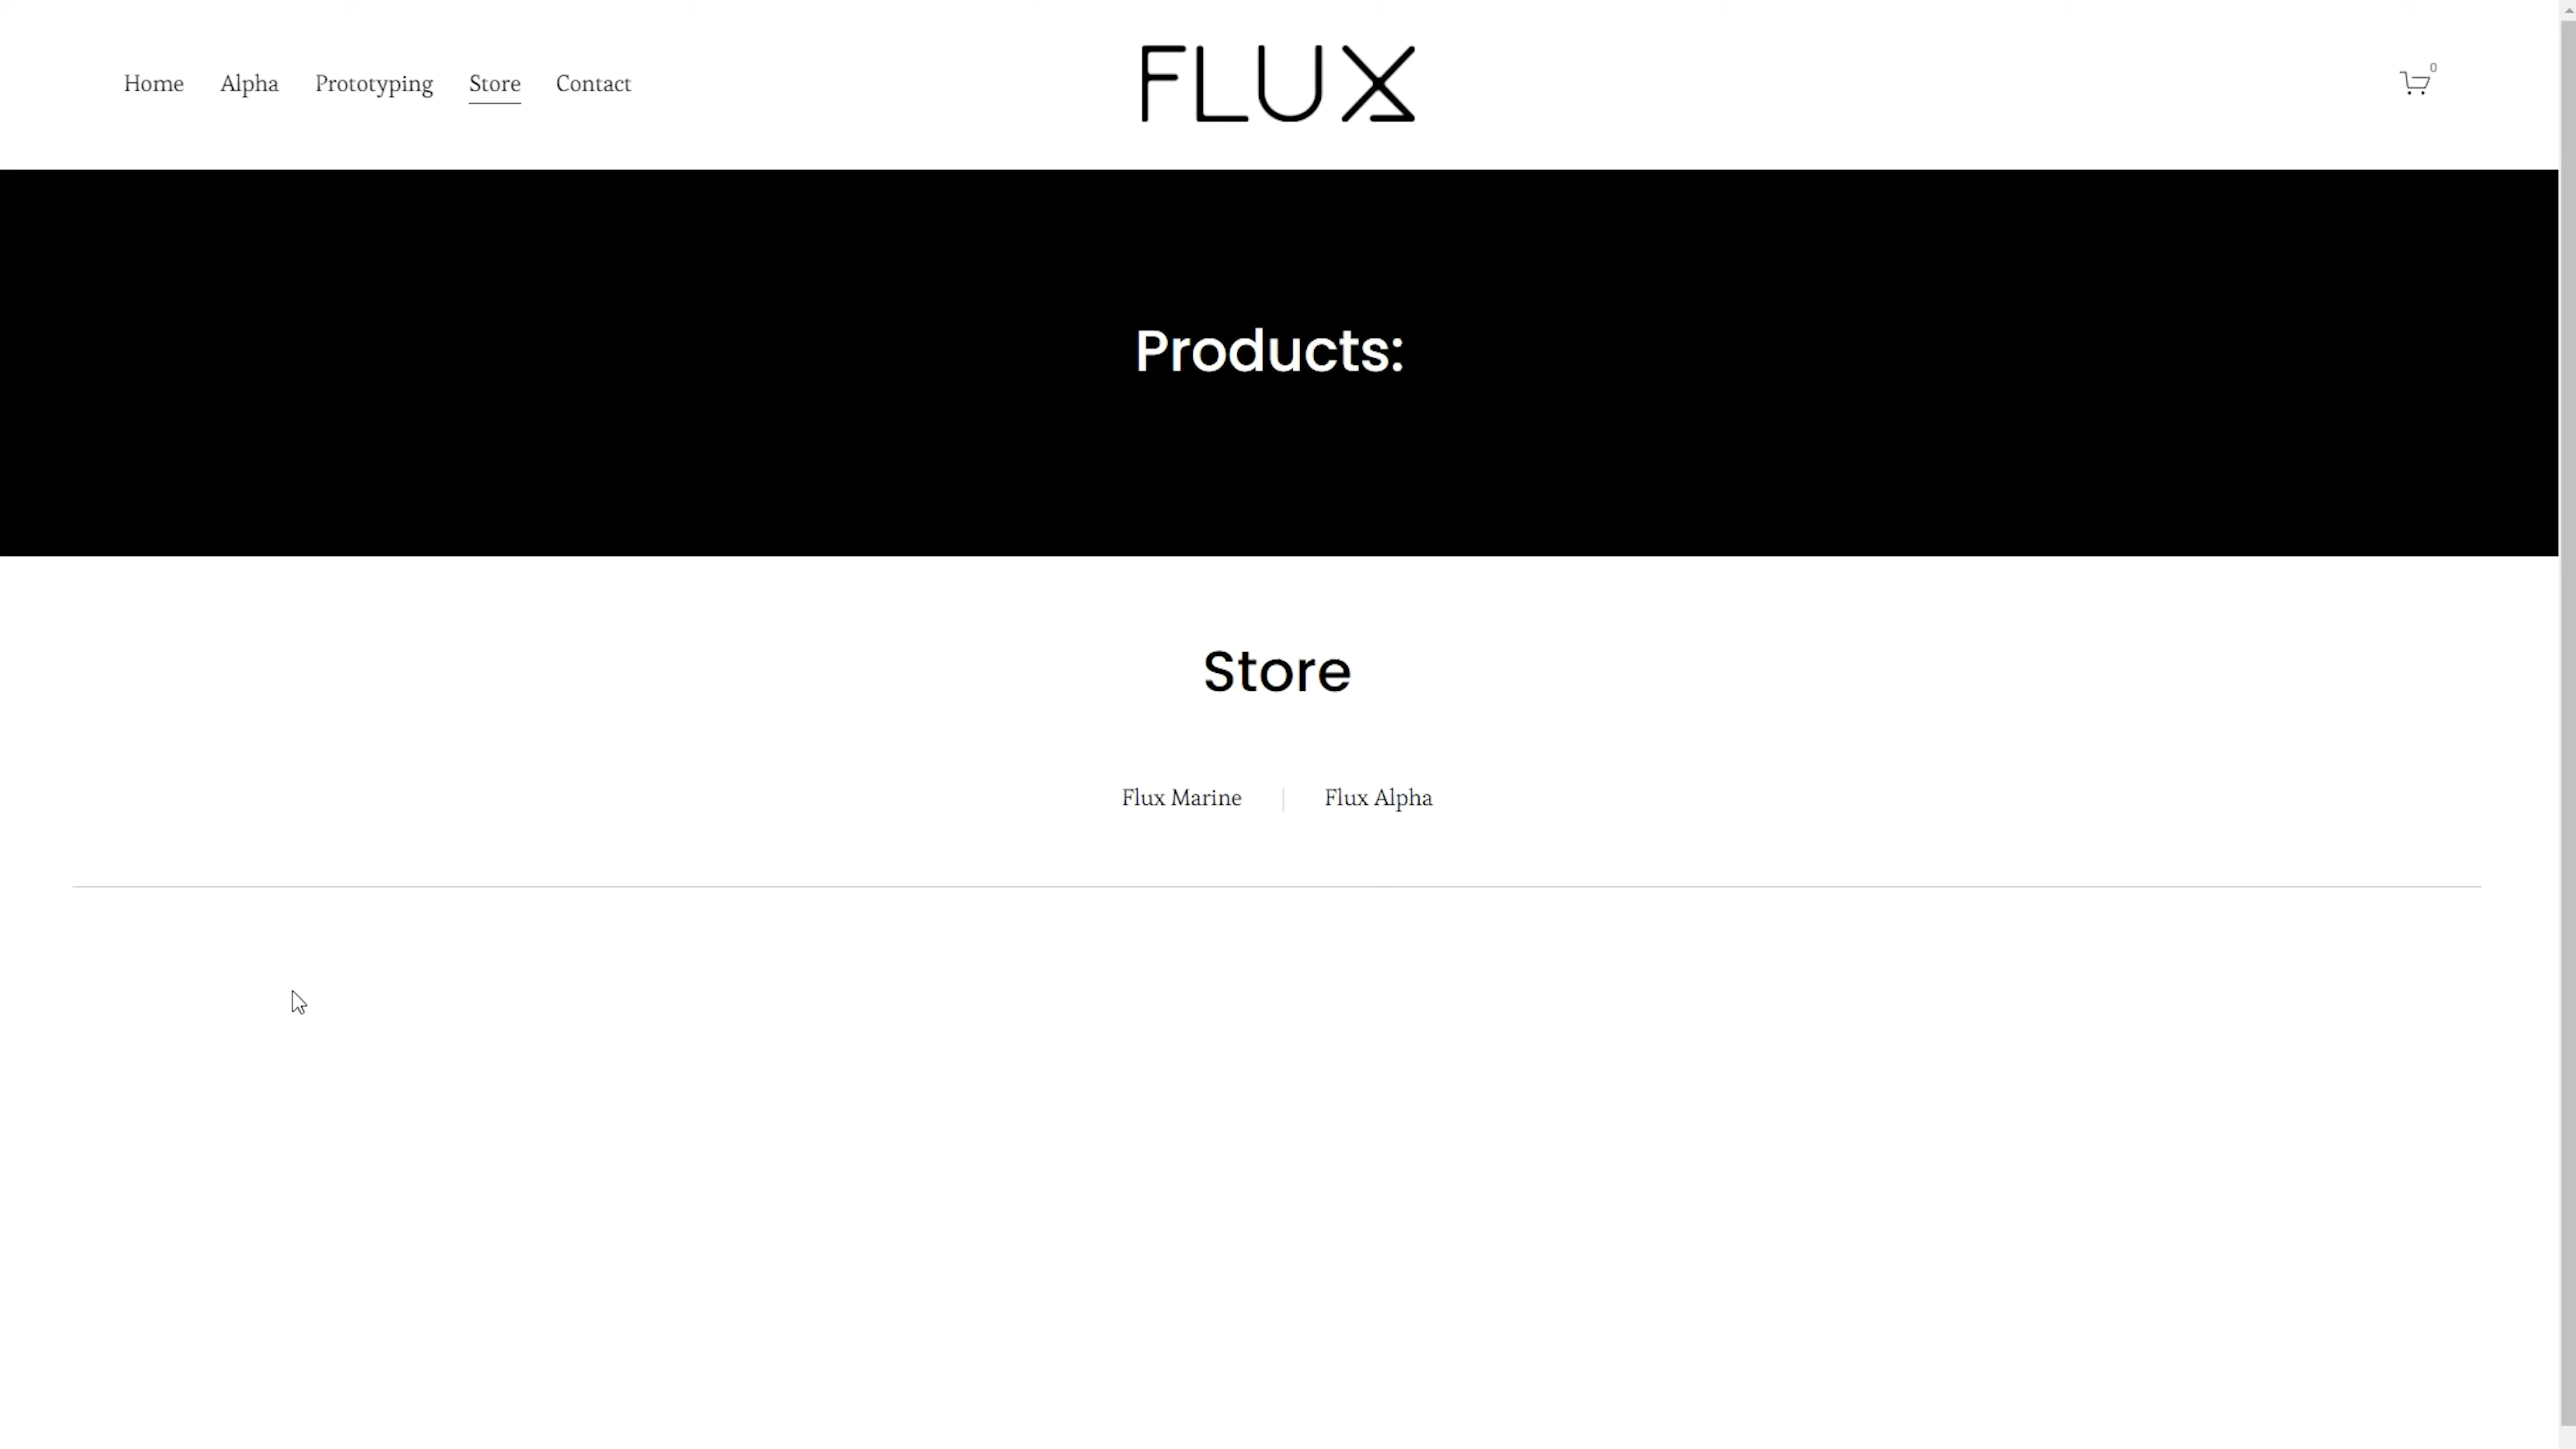 Home Alpha Prototyping Store Contact
FLUX
0
Products:
Store
Flux Marine
Flux Alpha